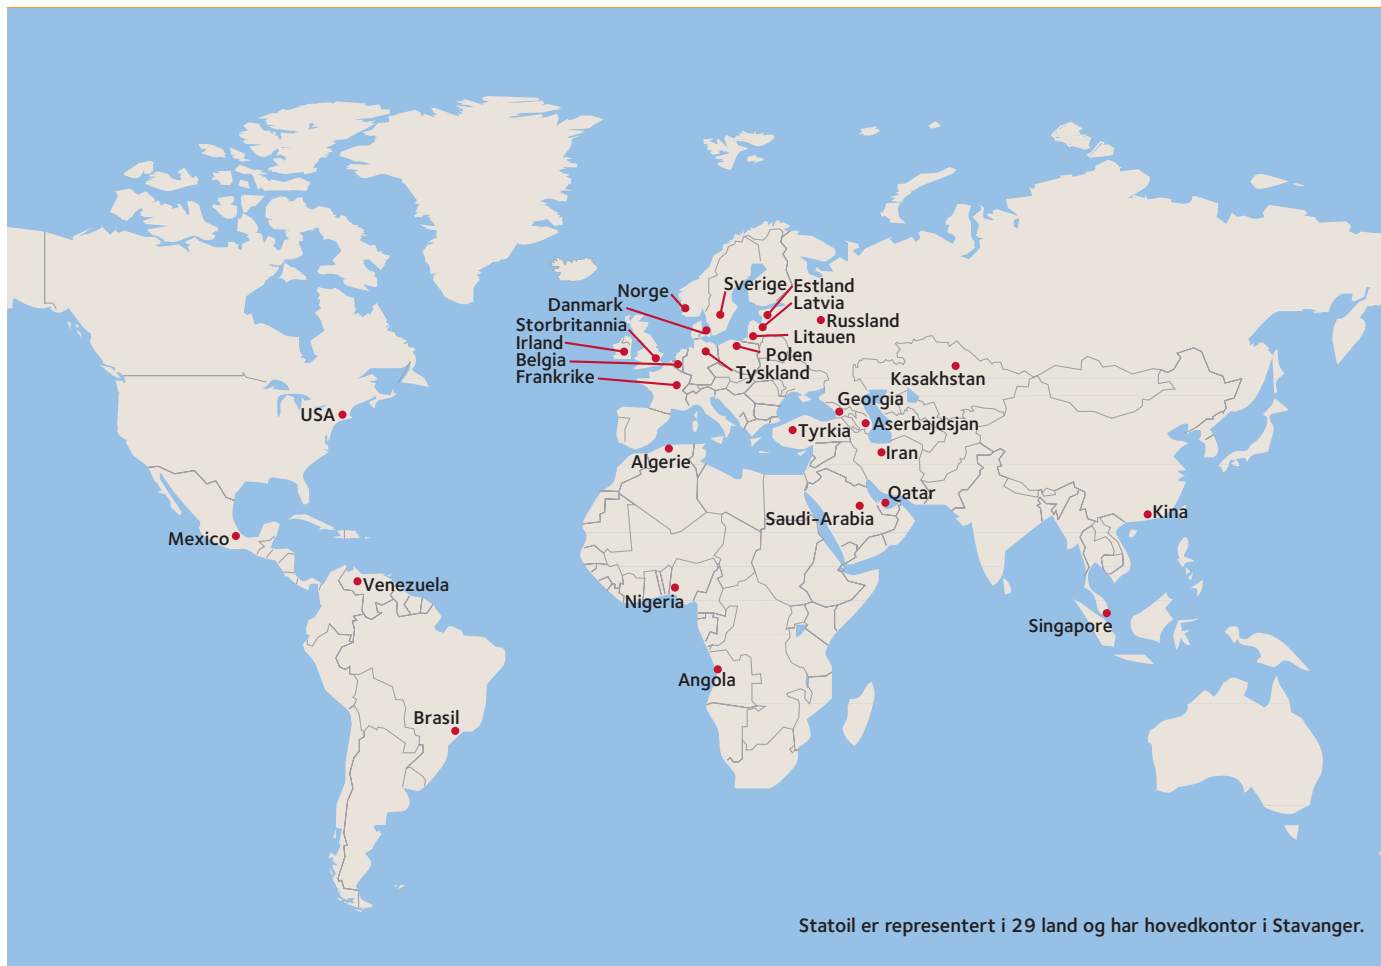 Norge
Sverige
Estland
Danmark
Latvia
Storbritannia
Russland
Irland
Litauen
Belgia
Polen
Frankrike
Tyskland
Kasakhstan
Georgia
USA
Aserbajdsjan
Tyrkia
Iran
Algerie
Qatar
Kina
Saudi-Arabia
Mexico
Venezuela
Nigeria
Singapore
Angola
Brasil
Statoil er representert i 29 land og har hovedkontor i Stavanger.